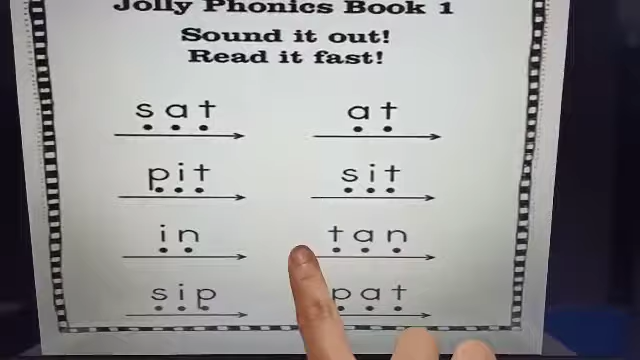 Jolly Phonics Book 1
Sound it out!
Read it fast!
sat at
pit sit
in tan
sip pat